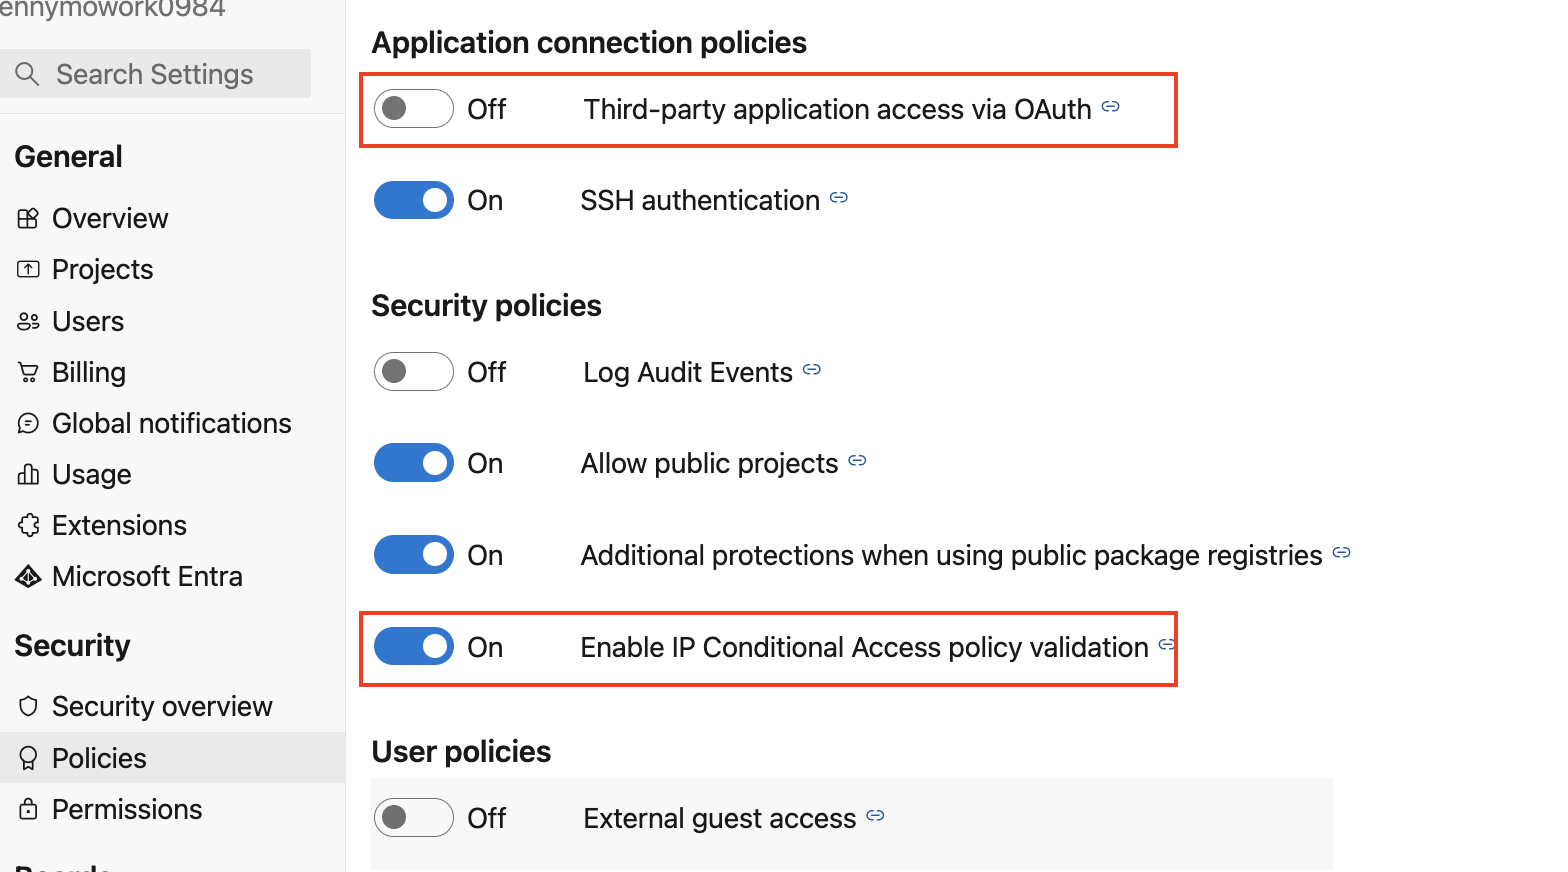 ennymowork0984
Search Settings
General
Overview
Projects
Users
Billing
Global notifications
Usage
Extensions
Microsoft Entra
Security
Security overview
Policies
Permissions
Boards
Application connection policies
Off Third-party application access via OAuth
On SSH authentication
Security policies
Off Log Audit Events
On Allow public projects
On Additional protections when using public package registries
On Enable IP Conditional Access policy validation
User policies
Off External guest access